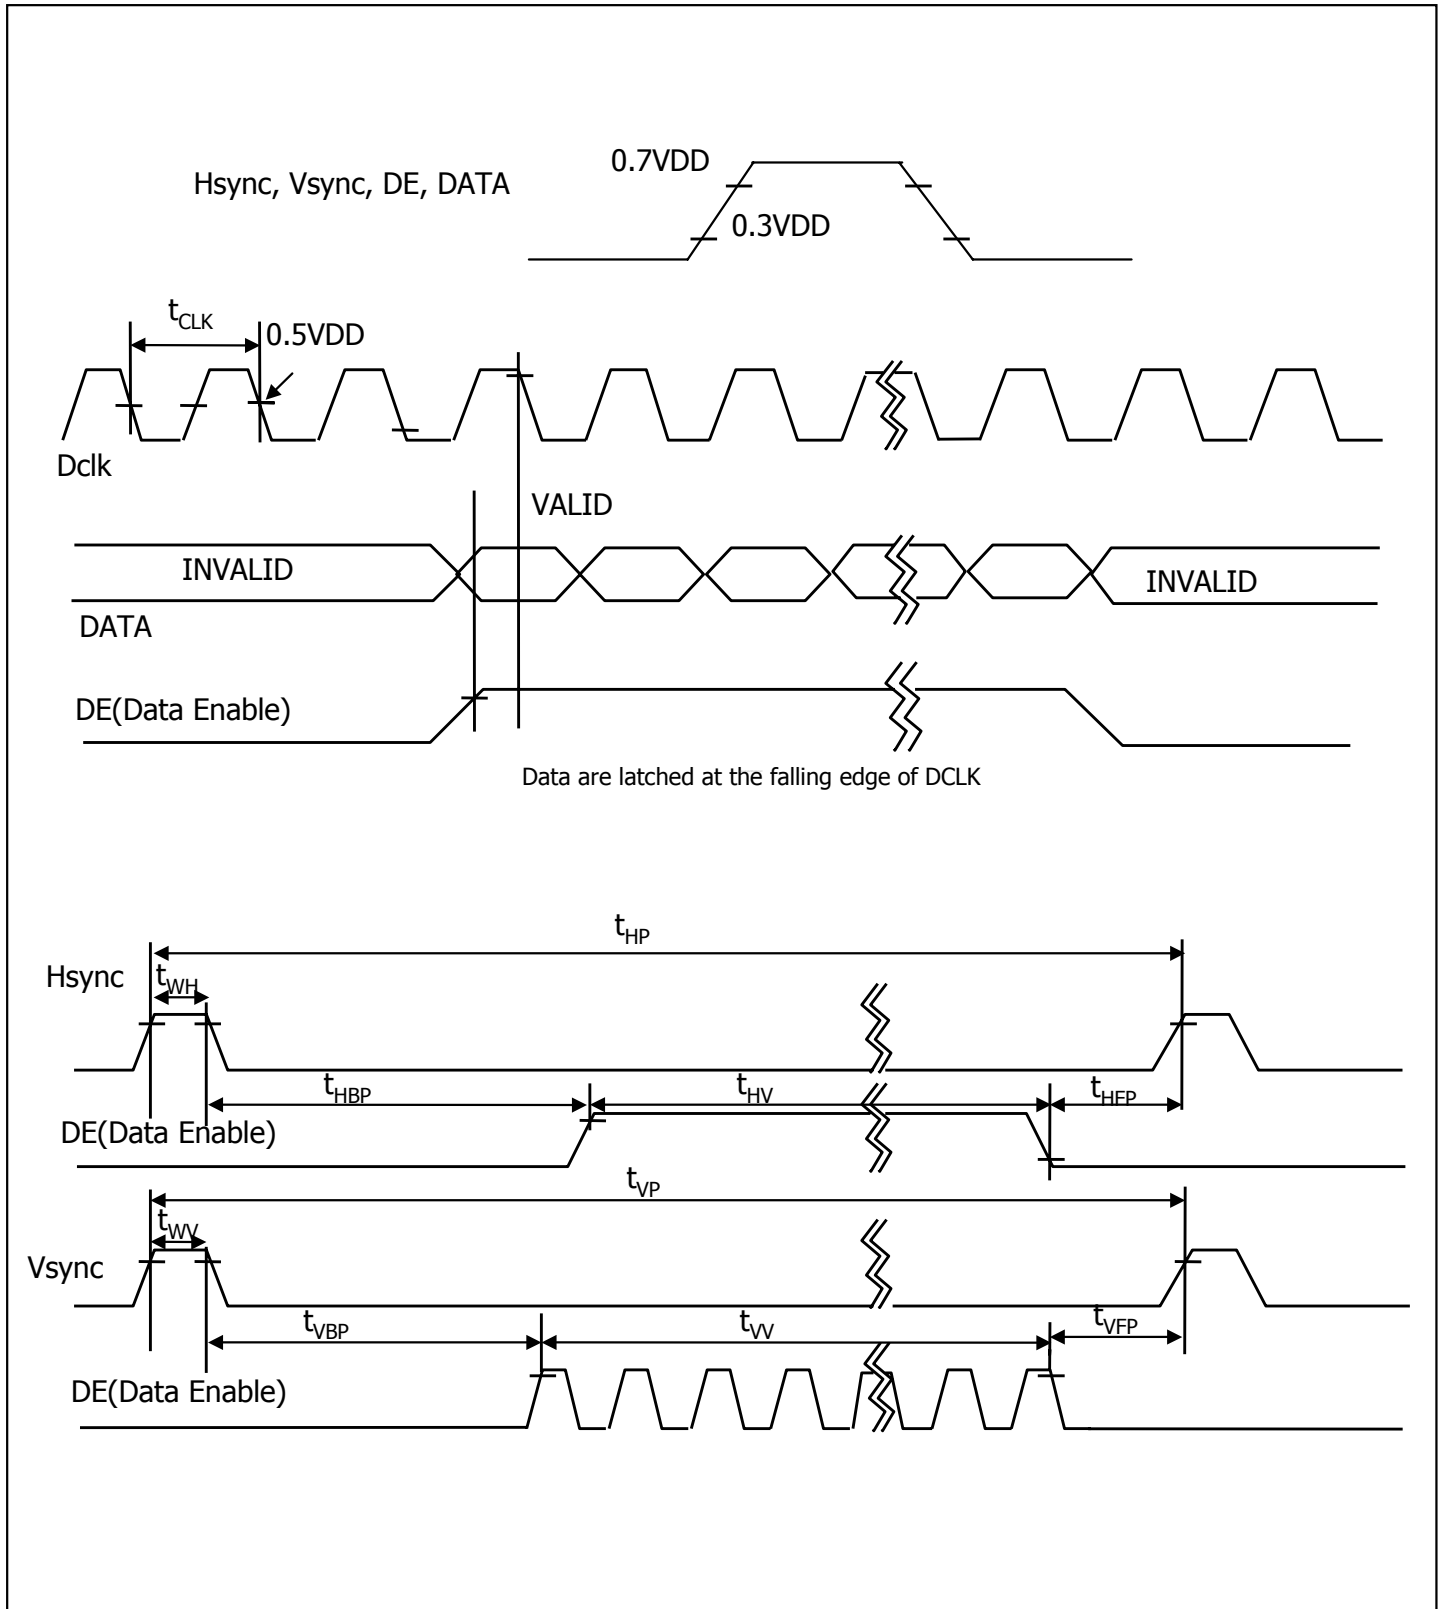 0.7VDD
Hsync, Vsync, DE, DATA
0.3VDD
tCLK
0.5VDD
Dclk
VALID
INVALID
INVALID
DATA
DE(Data Enable)
Data are latched at the falling edge of DCLK
tHP
Hsync
tWH
tHBP
tHV
tHFP
DE(Data Enable)
tVP
tWV
Vsync
tVBP
tVV
tVFP
DE(Data Enable)